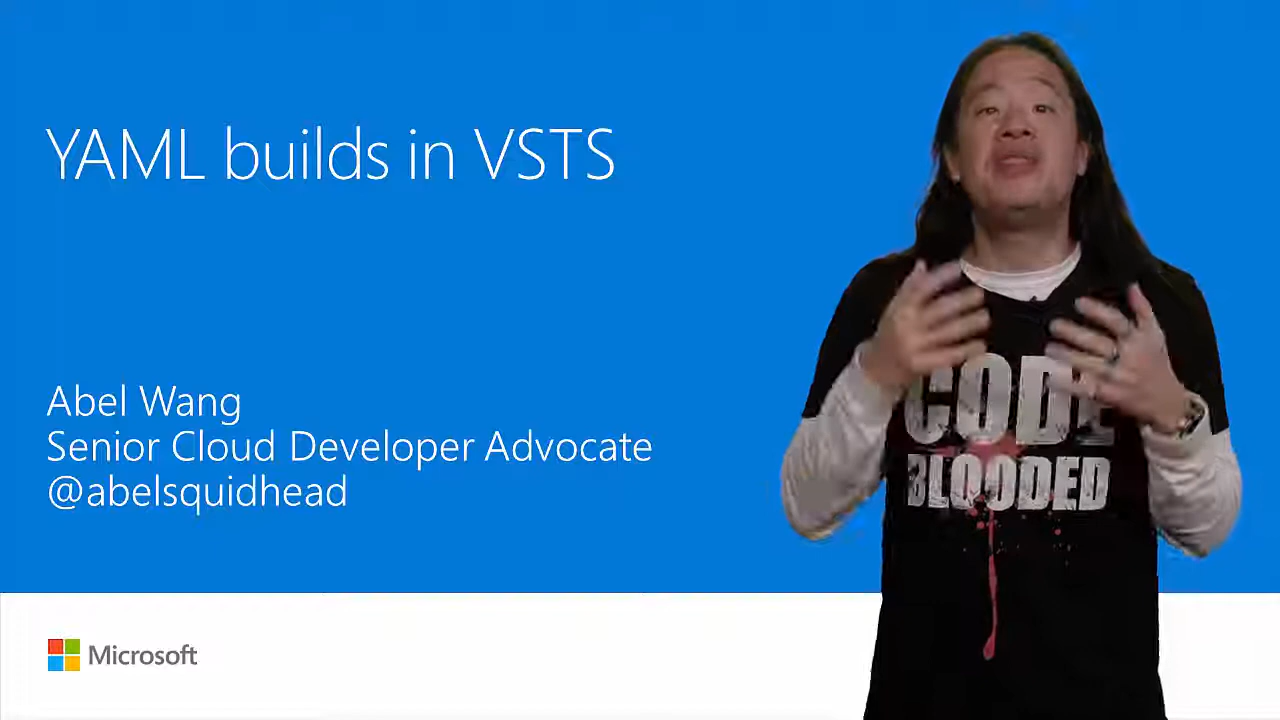 YAML builds in VSTS
Abel Wang
Senior Cloud Developer Advocate
@abelsquidhead
CODE
BLOODED
Microsoft